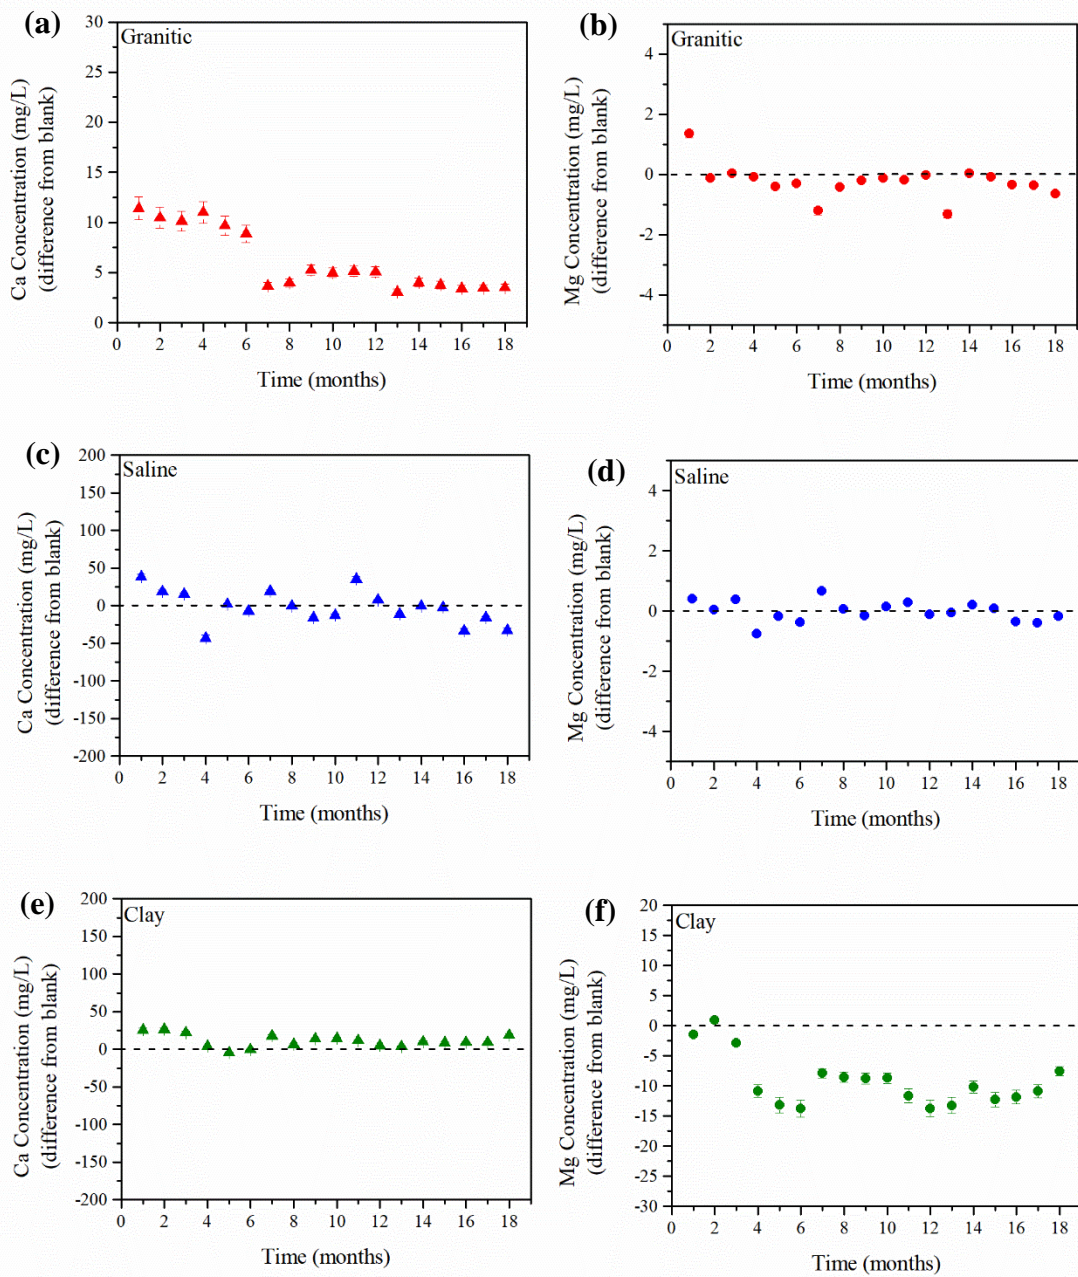 (a)
Granitic
Ca Concentration (mg/L)
(difference from blank)
30
25
20
15
10
5
0
0 2 4 6 8 10 12 14 16 18
Time (months)
(b)
Granitic
Mg Concentration (mg/L)
(difference from blank)
4
2
0
-2
-4
0 2 4 6 8 10 12 14 16 18
Time (months)
(c)
Saline
Ca Concentration (mg/L)
(difference from blank)
200
150
100
50
0
-50
-100
-150
-200
0 2 4 6 8 10 12 14 16 18
Time (months)
(d)
Saline
Mg Concentration (mg/L)
(difference from blank)
4
2
0
-2
-4
0 2 4 6 8 10 12 14 16 18
Time (months)
(e)
Clay
Ca Concentration (mg/L)
(difference from blank)
200
150
100
50
0
-50
-100
-150
-200
0 2 4 6 8 10 12 14 16 18
Time (months)
(f)
Clay
Mg Concentration (mg/L)
(difference from blank)
20
15
10
5
0
-5
-10
-15
-20
-25
-30
0 2 4 6 8 10 12 14 16 18
Time (months)